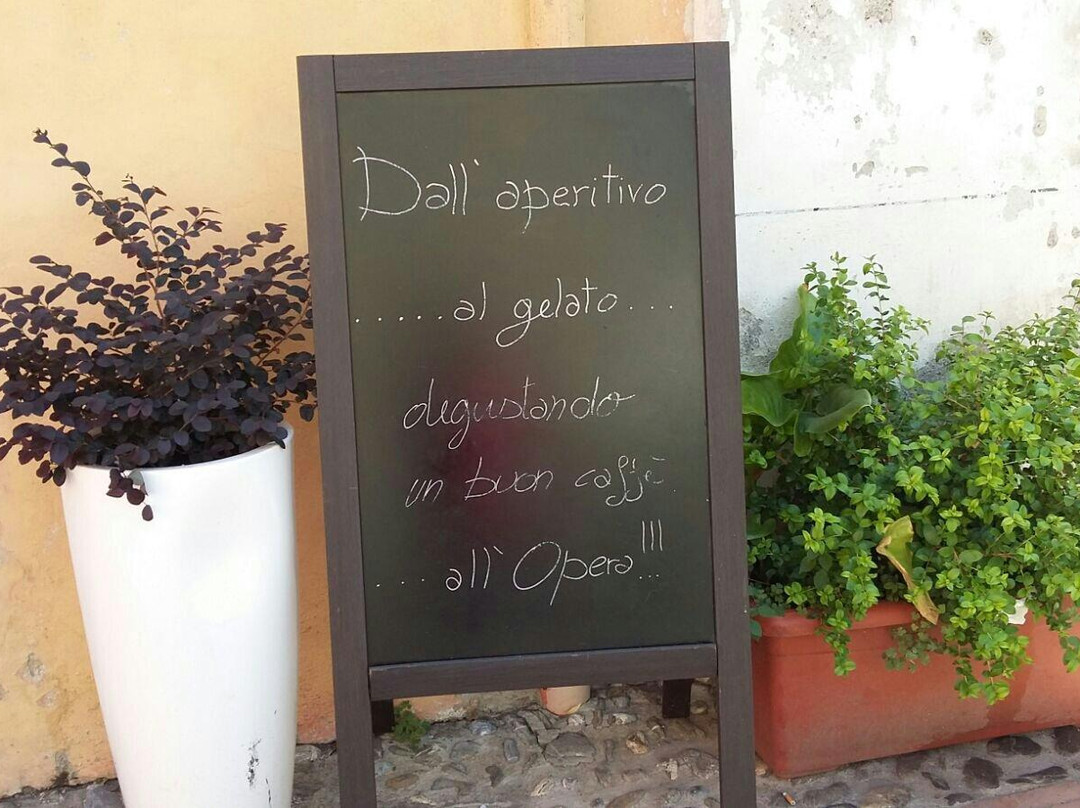 Dall' aperitivo
.....al gelato...
degustando
un buon caffè.
....all' Opera...!!!